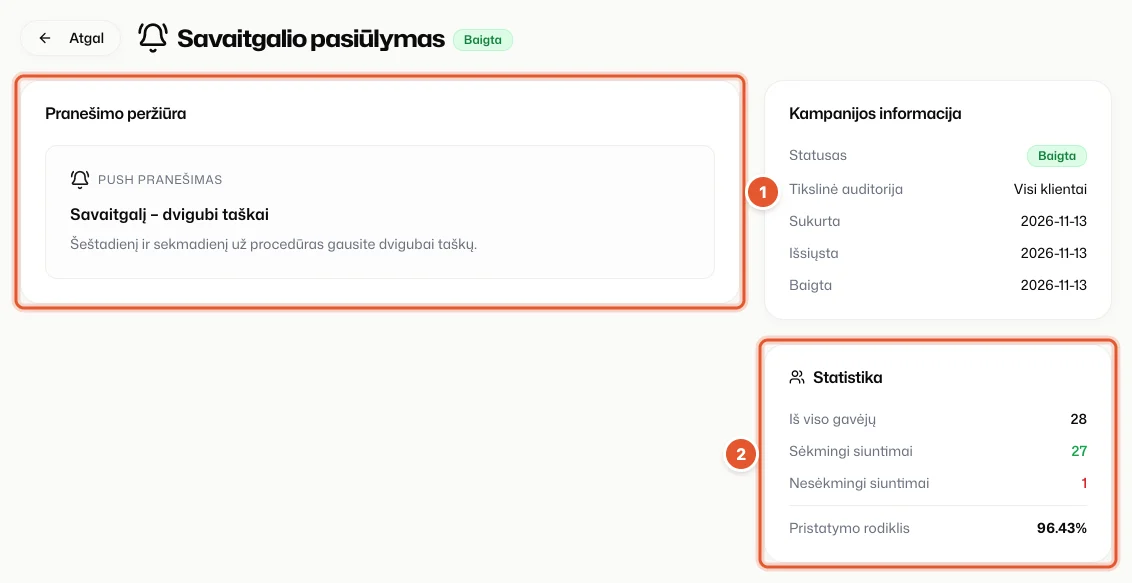 Atgal
Savaitgalio pasiūlymas
Baigta
Pranešimo peržiūra
PUSH PRANEŠIMAS
Savaitgalį – dvigubi taškai
Šeštadienį ir sekmadienį už procedūras gausite dvigubai taškų.
1
Kampanijos informacija
Statusas Baigta
Tikslinė auditorija Visi klientai
Sukurta 2026-11-13
Išsiųsta 2026-11-13
Baigta 2026-11-13
2
Statistika
Iš viso gavėjų 28
Sėkmingi siuntimai 27
Nesėkmingi siuntimai 1
Pristatymo rodiklis 96.43%